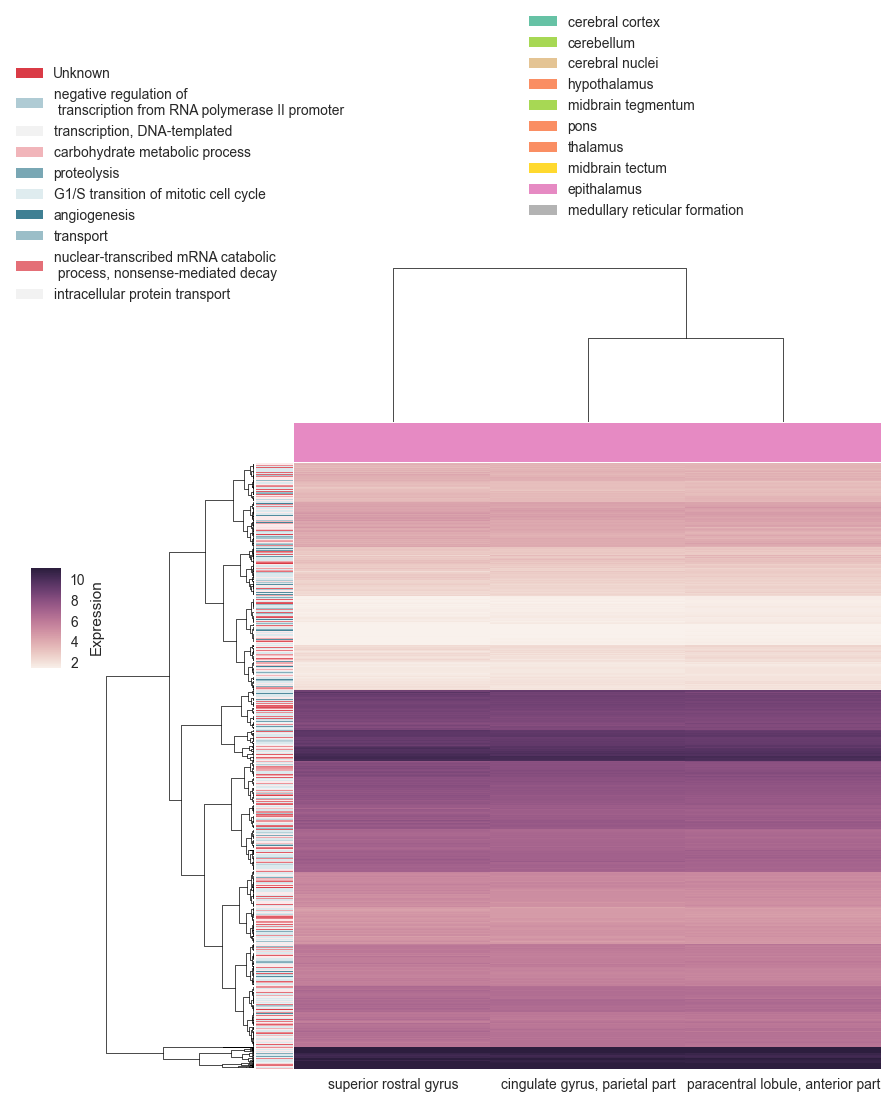 cerebral cortex
cerebellum
cerebral nuclei
hypothalamus
midbrain tegmentum
pons
thalamus
midbrain tectum
epithalamus
medullary reticular formation
Unknown
negative regulation of
transcription from RNA polymerase II promoter
transcription, DNA-templated
carbohydrate metabolic process
proteolysis
G1/S transition of mitotic cell cycle
angiogenesis
transport
nuclear-transcribed mRNA catabolic
process, nonsense-mediated decay
intracellular protein transport
10
8
6
4
2
Expression
superior rostral gyrus
cingulate gyrus, parietal part
paracentral lobule, anterior part